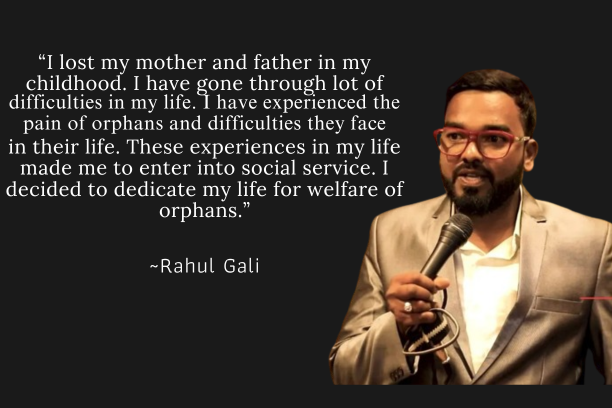 “I lost my mother and father in my
childhood. I have gone through lot of
difficulties in my life. I have experienced the
pain of orphans and difficulties they face
in their life. These experiences in my life
made me to enter into social service. I
decided to dedicate my life for welfare of
orphans.”
~Rahul Gali